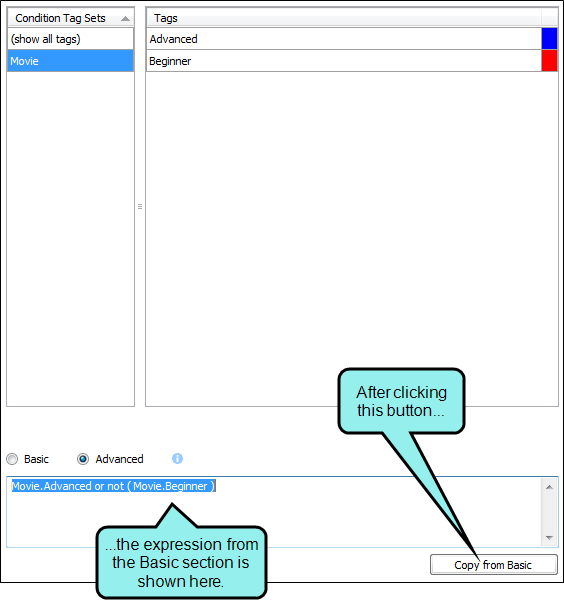 Condition Tag Sets
Tags
(show all tags)
Advanced
Movie
Beginner
After clicking
this button...
Basic
Advanced
Movie.Advanced or not ( Movie.Beginner )
...the expression from
the Basic section is
shown here.
Copy from Basic